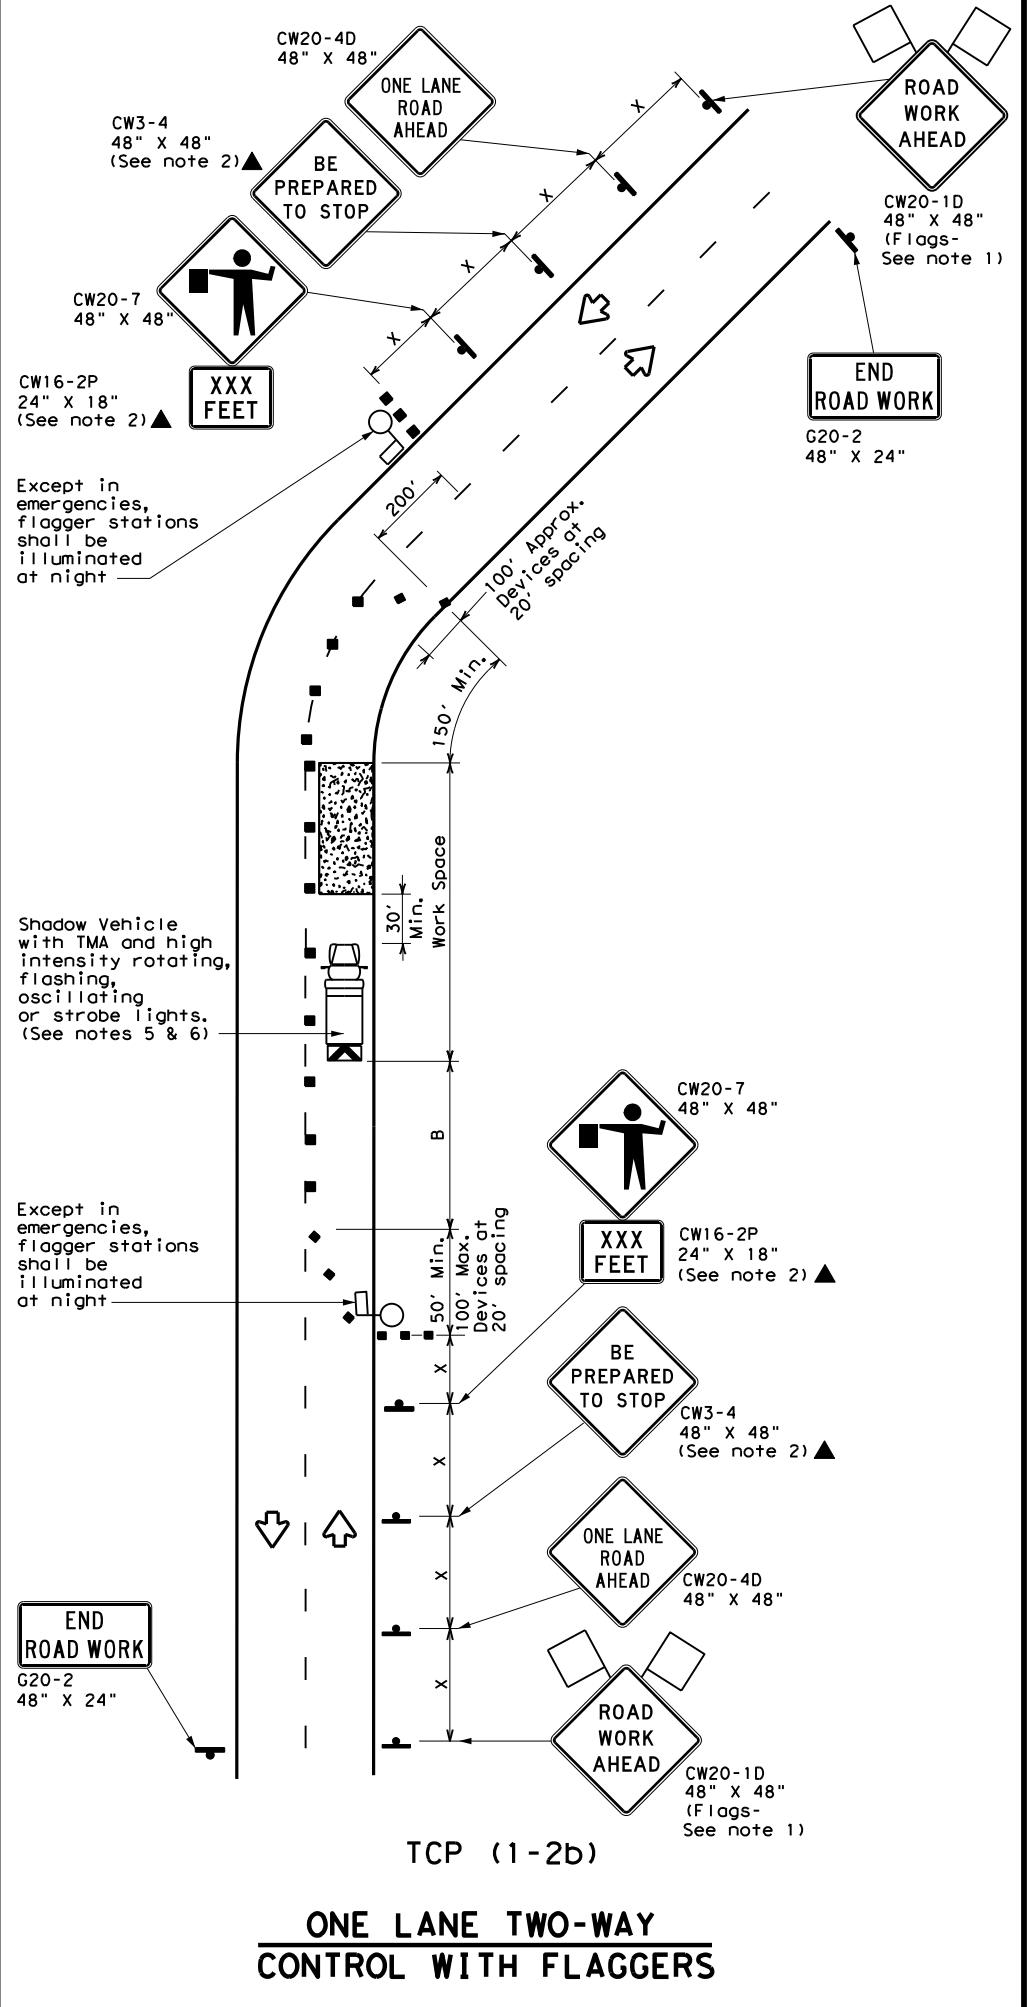 CW20-4D
48" X 48"
ONE LANE
ROAD
AHEAD
ROAD
WORK
AHEAD
CW20-1D
48" X 48"
(Flags-
See note 1)
CW3-4
48" X 48"
(See note 2)
BE
PREPARED
TO STOP
X
X
X
X
CW20-7
48" X 48"
CW16-2P
24" X 18"
(See note 2)
XXX
FEET
END
ROAD WORK
G20-2
48" X 24"
Except in
emergencies,
flagger stations
shall be
illuminated
at night
200'
100' Approx.
Devices at
20' spacing
150' Min.
Work Space
30'
Min.
Shadow Vehicle
with TMA and high
intensity rotating,
flashing,
oscillating
or strobe lights.
(See notes 5 & 6)
B
CW20-7
48" X 48"
Except in
emergencies,
flagger stations
shall be
illuminated
at night
50' Min.
100' Max.
Devices at
20' spacing
XXX
FEET
CW16-2P
24" X 18"
(See note 2)
X
BE
PREPARED
TO STOP
CW3-4
48" X 48"
(See note 2)
X
ONE LANE
ROAD
AHEAD
CW20-4D
48" X 48"
X
END
ROAD WORK
G20-2
48" X 24"
X
ROAD
WORK
AHEAD
CW20-1D
48" X 48"
(Flags-
See note 1)
TCP (1-2b)
ONE LANE TWO-WAY
CONTROL WITH FLAGGERS